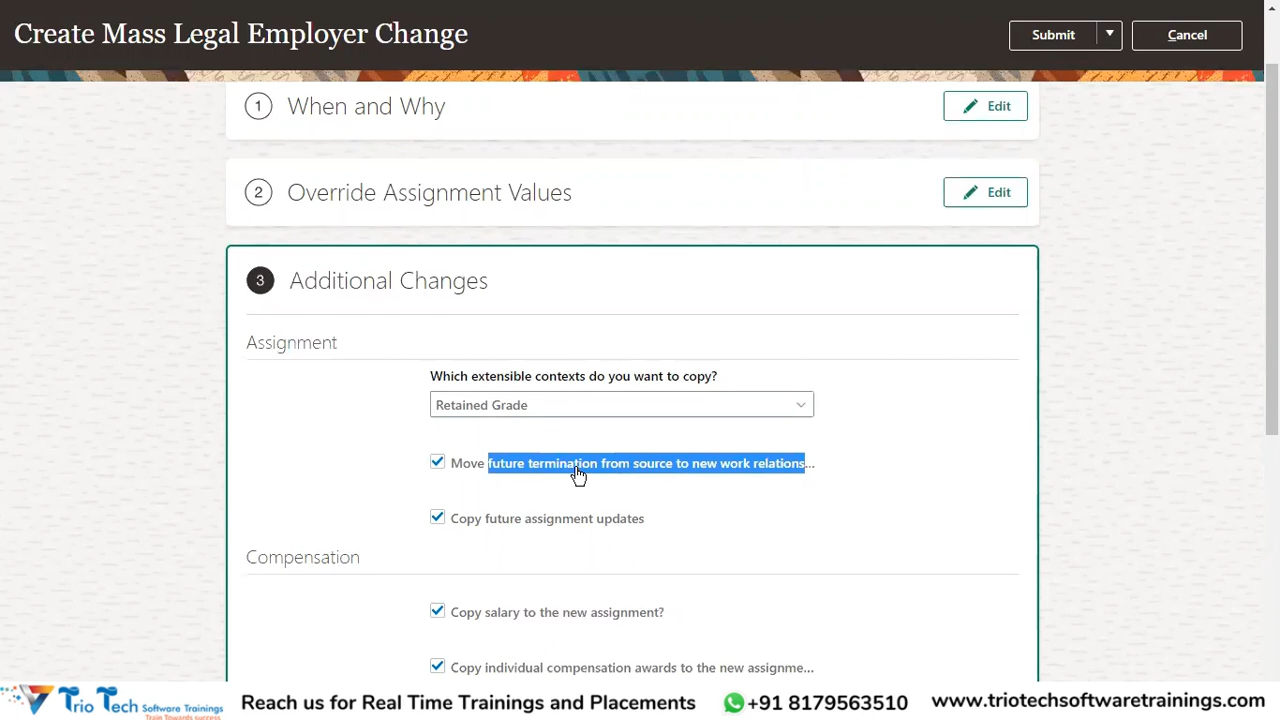 Create Mass Legal Employer Change
Submit
Cancel
1 When and Why
Edit
2 Override Assignment Values
Edit
3 Additional Changes
Assignment
Which extensible contexts do you want to copy?
Retained Grade
Move future termination from source to new work relations...
Copy future assignment updates
Compensation
Copy salary to the new assignment?
Copy individual compensation awards to the new assignme...
Trio Tech Software Trainings
Train Towards success
Reach us for Real Time Trainings and Placements
+91 8179563510
www.triotechsoftwaretrainings.com